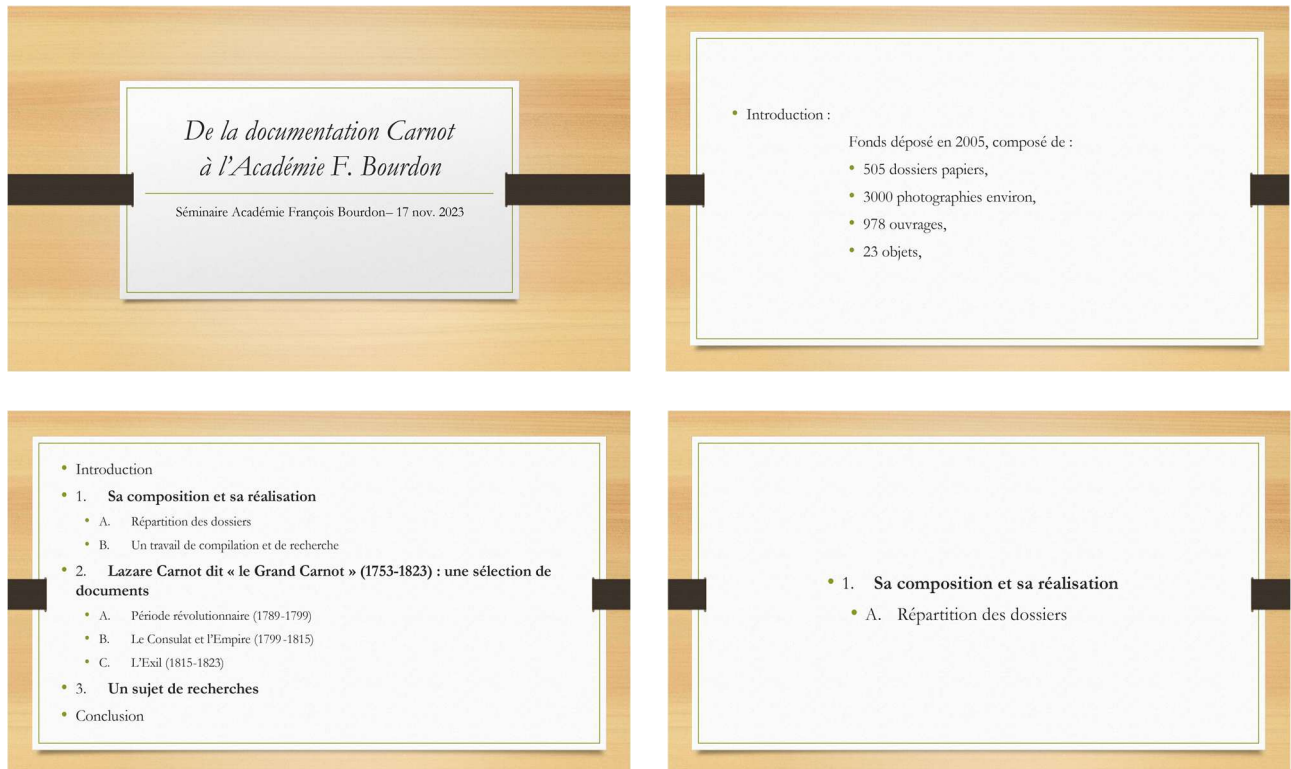 De la documentation Carnot
à l'Académie F. Bourdon
Séminaire Académie François Bourdon– 17 nov. 2023
• Introduction :
Fonds déposé en 2005, composé de :
• 505 dossiers papiers,
• 3000 photographies environ,
• 978 ouvrages,
• 23 objets,
• Introduction
• 1. Sa composition et sa réalisation
• A. Répartition des dossiers
• B. Un travail de compilation et de recherche
• 2. Lazare Carnot dit « le Grand Carnot » (1753-1823) : une sélection de
documents
• A. Période révolutionnaire (1789-1799)
• B. Le Consulat et l'Empire (1799-1815)
• C. L'Exil (1815-1823)
• 3. Un sujet de recherches
• Conclusion
• 1. Sa composition et sa réalisation
• A. Répartition des dossiers